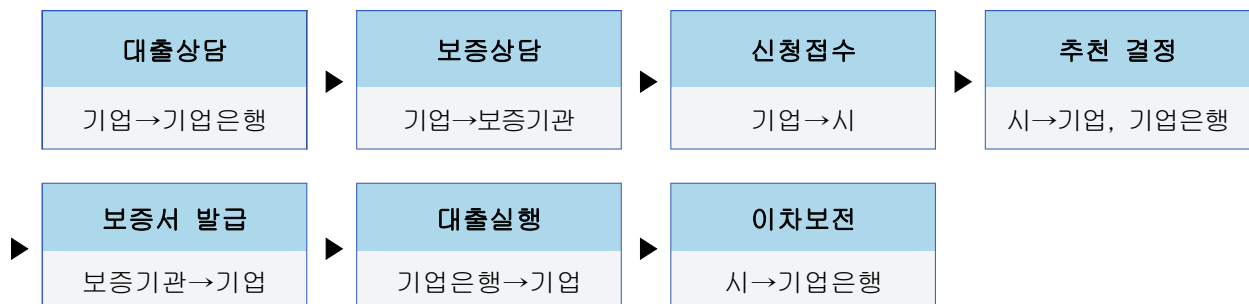 대출상담
기업→기업은행
▶
보증상담
기업→보증기관
▶
신청접수
기업→시
▶
추천 결정
시→기업, 기업은행
▶
보증서 발급
보증기관→기업
▶
대출실행
기업은행→기업
▶
이차보전
시→기업은행